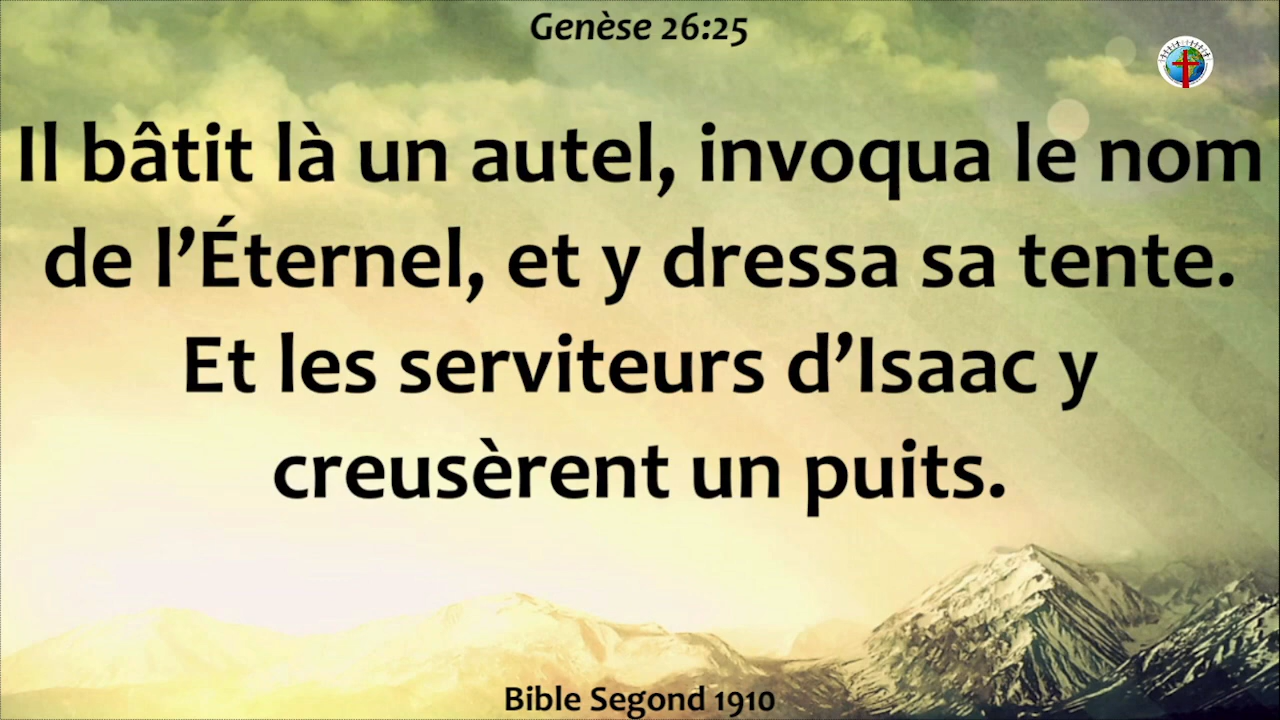 Genèse 26:25
Il bâtit là un autel, invoqua le nom
de l’Éternel, et y dressa sa tente.
Et les serviteurs d’Isaac y
creusèrent un puits.
Bible Segond 1910